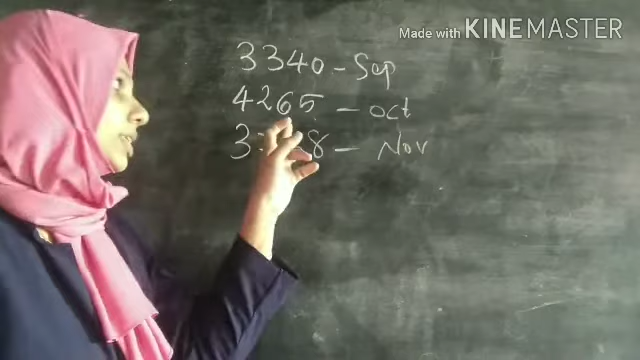 Made with KINEMASTER
3340 - Sep
4265 - oct
- Nov